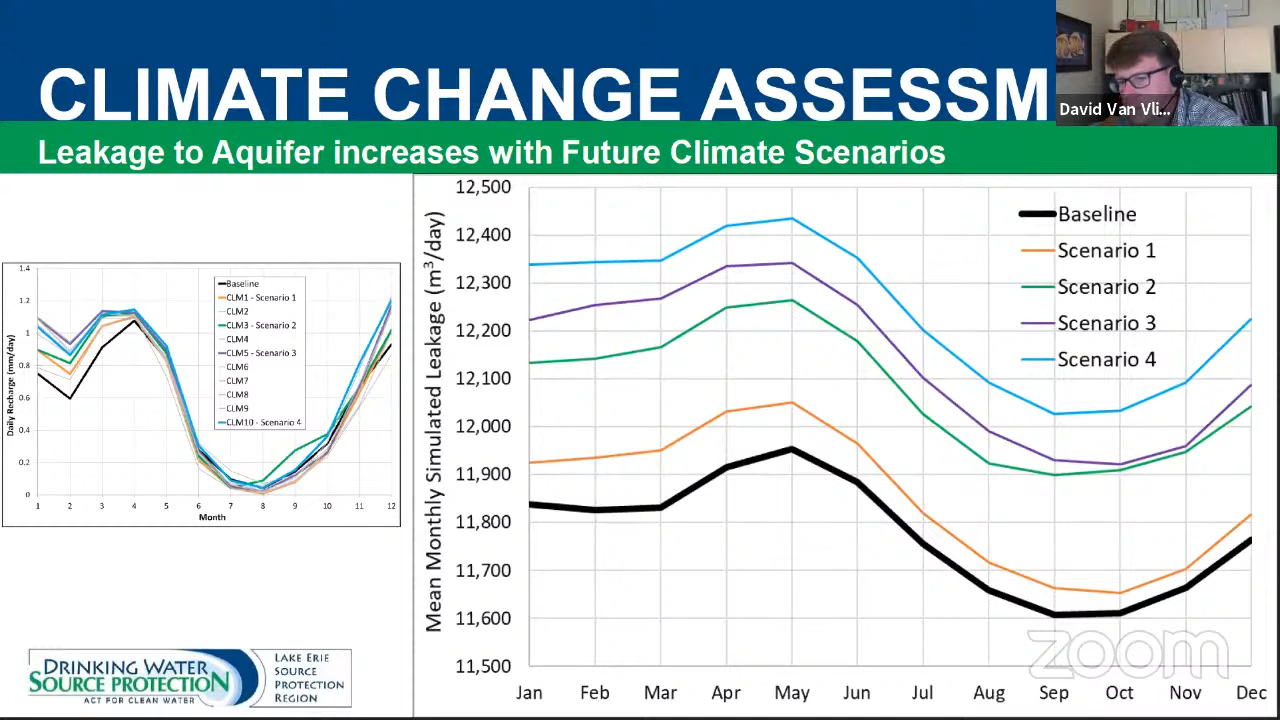 CLIMATE CHANGE ASSESSM
David Van Vli...
Leakage to Aquifer increases with Future Climate Scenarios
1.4
1.2
1
0.8
0.6
0.4
0.2
0
Daily Recharge (mm/day)
1 2 3 4 5 6 7 8 9 10 11 12
Month
Baseline
CLM1 - Scenario 1
CLM2
CLM3 - Scenario 2
CLM4
CLM5 - Scenario 3
CLM6
CLM7
CLM8
CLM9
CLM10 - Scenario 4
Mean Monthly Simulated Leakage (m³/day)
12,500
12,400
12,300
12,200
12,100
12,000
11,900
11,800
11,700
11,600
11,500
Jan Feb Mar Apr May Jun Jul Aug Sep Oct Nov Dec
Baseline
Scenario 1
Scenario 2
Scenario 3
Scenario 4
zoom
DRINKING WATER
SOURCE PROTECTION
ACT FOR CLEAN WATER
LAKE ERIE
SOURCE
PROTECTION
REGION